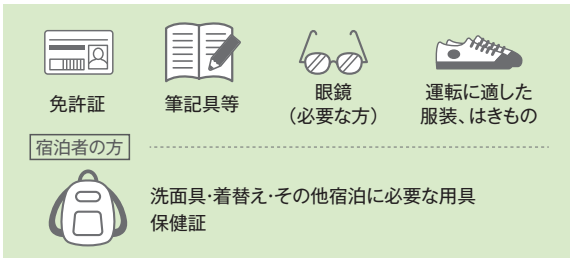 免許証
筆記具等
眼鏡
（必要な方）
運転に適した
服装、はきもの
宿泊者の方
洗面具・着替え・その他宿泊に必要な用具
保健証